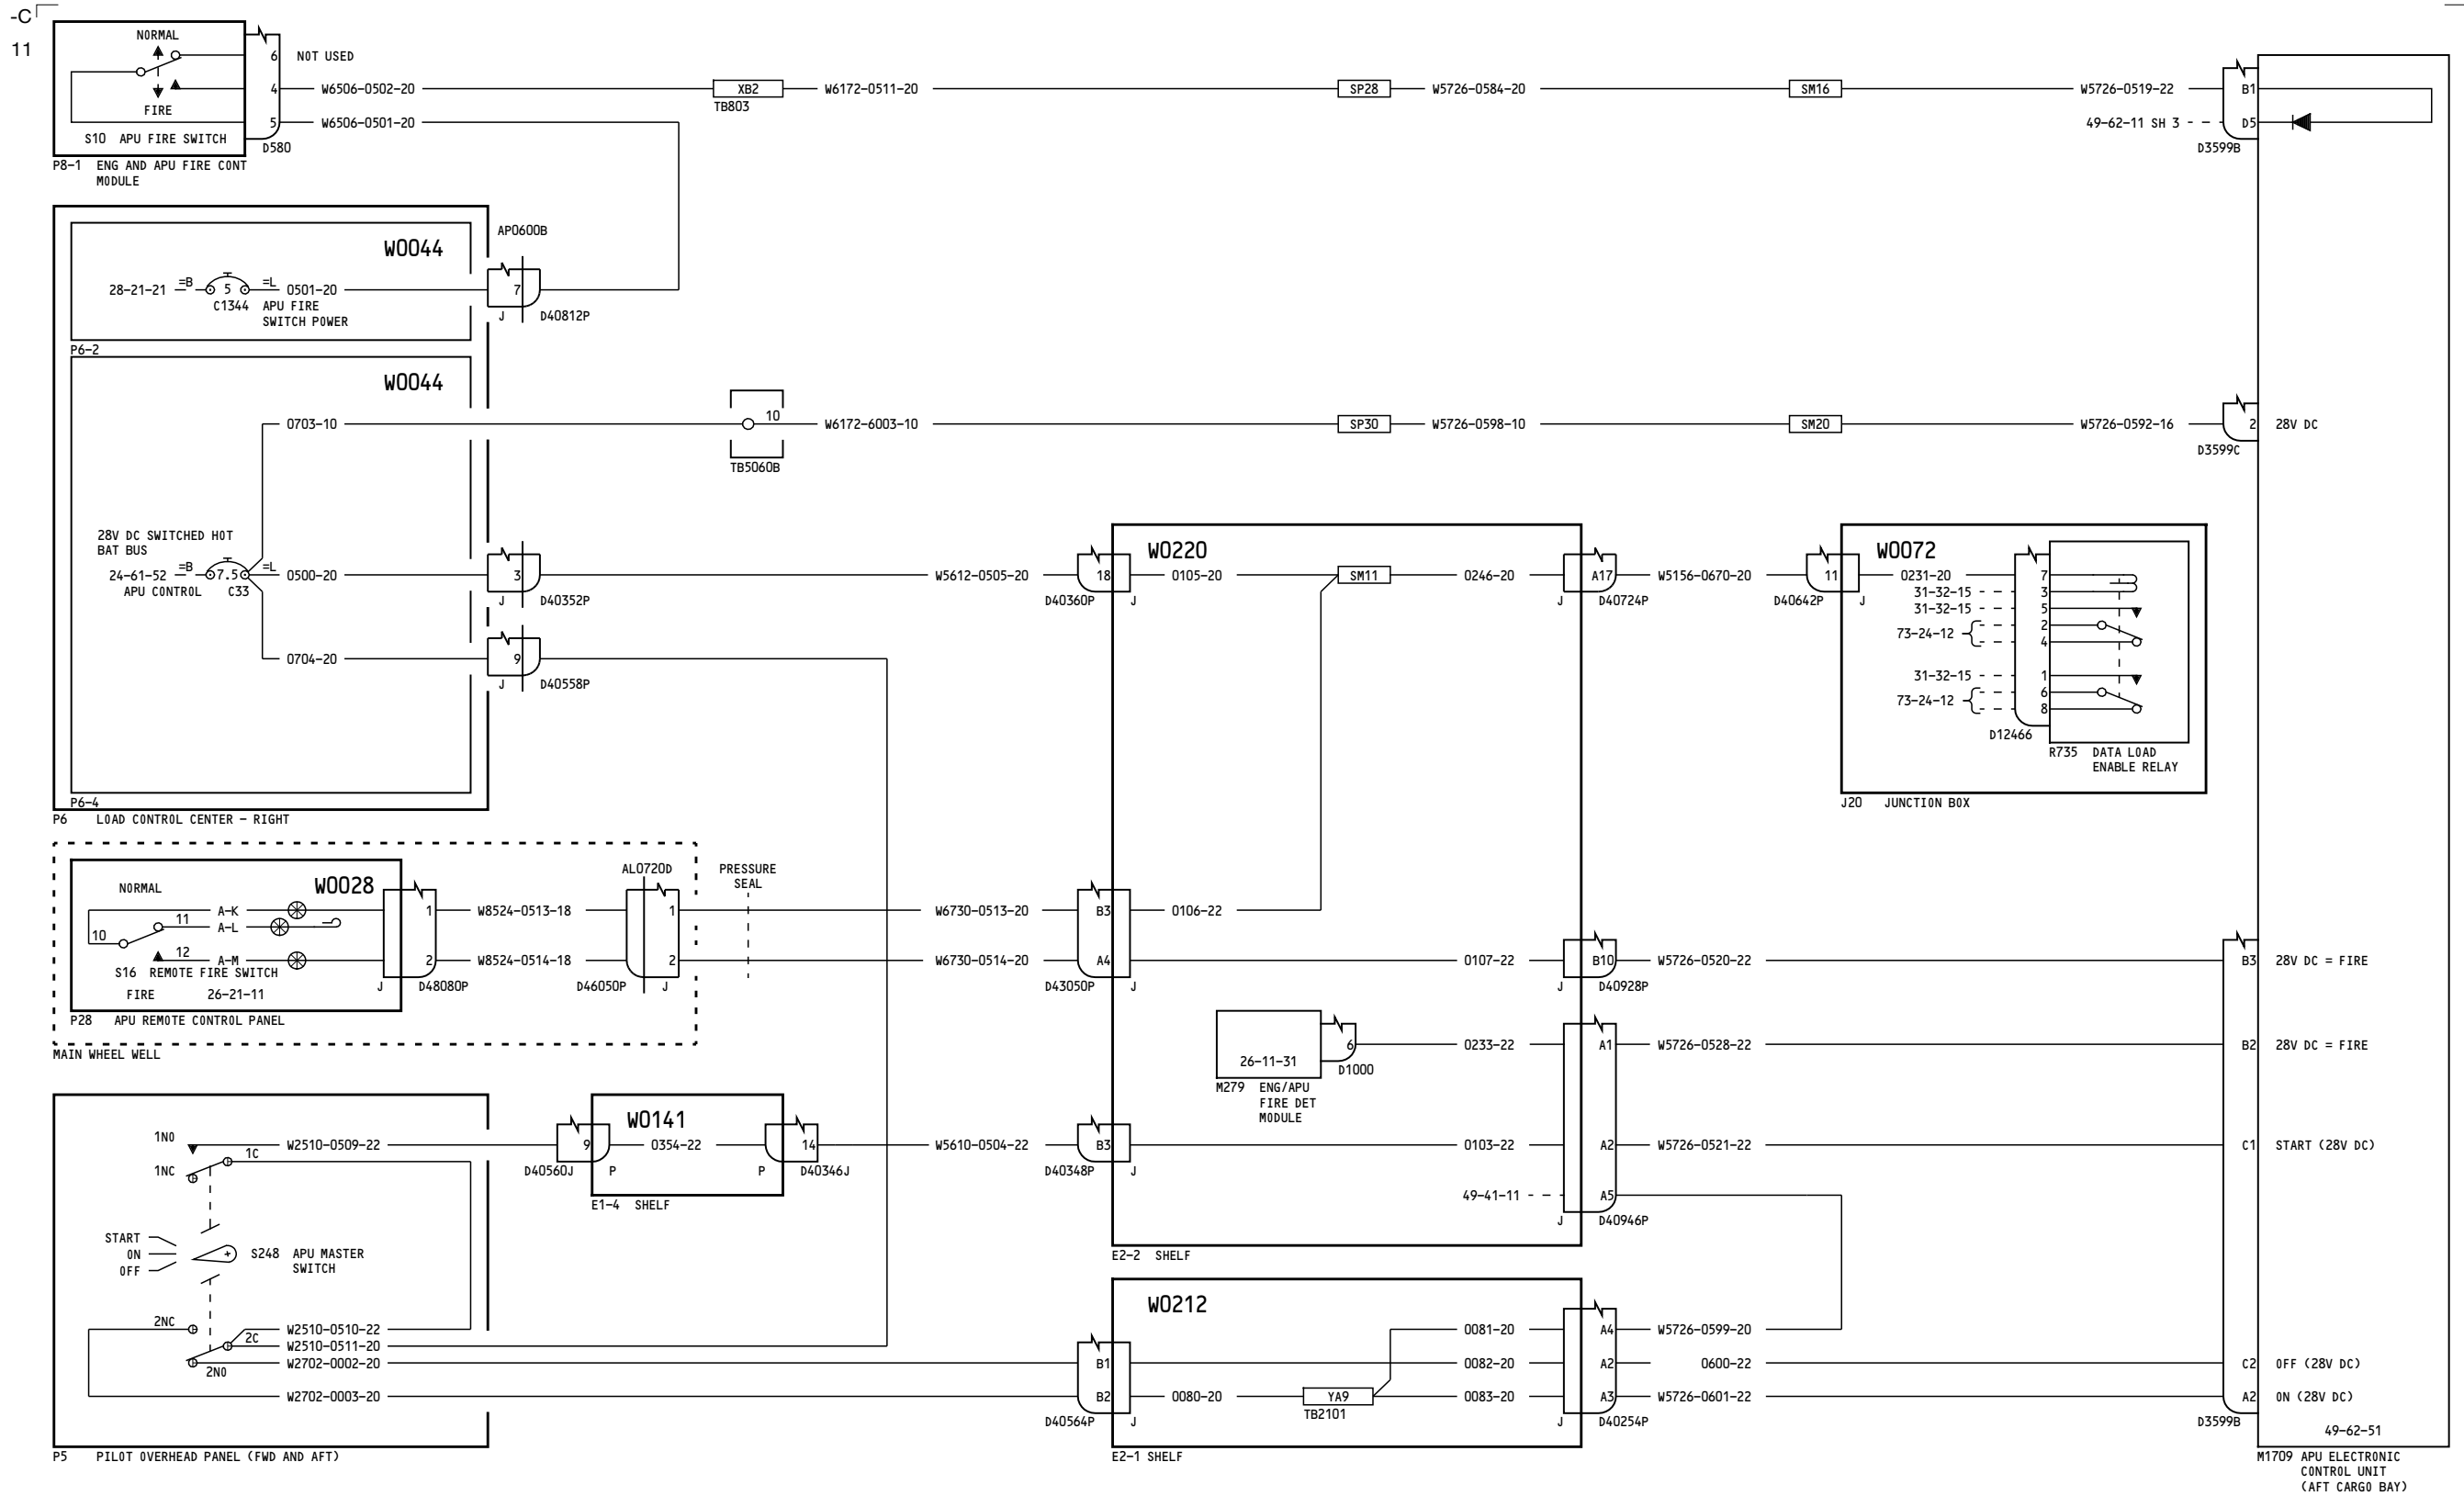 -C
11
NORMAL
FIRE
S10 APU FIRE SWITCH
6
4
5
D580
P8-1 ENG AND APU FIRE CONT
MODULE
NOT USED
W6506-0502-20
W6506-0501-20
XB2
TB803
W6172-0511-20
SP28
W5726-0584-20
SM16
W5726-0519-22
49-62-11 SH 3
B1
D5
D3599B
W0044
AP0600B
28-21-21
=B
5
=L
0501-20
C1344 APU FIRE
SWITCH POWER
7
J
D40812P
P6-2
W0044
0703-10
10
TB5060B
W6172-6003-10
SP30
W5726-0598-10
SM20
W5726-0592-16
2
28V DC
D3599C
28V DC SWITCHED HOT
BAT BUS
24-61-52
=B
7.5
=L
0500-20
APU CONTROL C33
3
J
D40352P
0704-20
9
J
D40558P
P6-4
P6 LOAD CONTROL CENTER - RIGHT
W5612-0505-20
18
D40360P
J
W0220
0105-20
SM11
0246-20
A17
J
D40724P
W5156-0670-20
11
D40642P
J
W0072
0231-20
31-32-15
31-32-15
73-24-12
31-32-15
73-24-12
7
3
5
2
4
1
6
8
D12466
R735 DATA LOAD
ENABLE RELAY
J20 JUNCTION BOX
NORMAL
W0028
A-K
11
A-L
10
12
A-M
S16 REMOTE FIRE SWITCH
FIRE
26-21-11
1
2
J
D48080P
P28 APU REMOTE CONTROL PANEL
MAIN WHEEL WELL
W8524-0513-18
W8524-0514-18
AL0720D
1
2
D46050P
J
PRESSURE
SEAL
W6730-0513-20
W6730-0514-20
B3
A4
D43050P
J
0106-22
0107-22
B10
J
D40928P
W5726-0520-22
B3
28V DC = FIRE
26-11-31
6
D1000
M279 ENG/APU
FIRE DET
MODULE
0233-22
A1
W5726-0528-22
B2
28V DC = FIRE
1NO
W2510-0509-22
1C
1NC
9
D40560J
P
W0141
0354-22
14
P
D40346J
E1-4 SHELF
W5610-0504-22
B3
D40348P
J
0103-22
A2
W5726-0521-22
C1
START (28V DC)
49-41-11
A5
J
D40946P
E2-2 SHELF
START
ON
OFF
S248 APU MASTER
SWITCH
2NC
2C
2NO
W2510-0510-22
W2510-0511-20
W2702-0002-20
W2702-0003-20
P5 PILOT OVERHEAD PANEL (FWD AND AFT)
W0212
B1
B2
D40564P
J
0080-20
YA9
TB2101
0081-20
0082-20
0083-20
A4
A2
A3
J
D40254P
E2-1 SHELF
W5726-0599-20
0600-22
W5726-0601-22
C2
OFF (28V DC)
A2
ON (28V DC)
D3599B
49-62-51
M1709 APU ELECTRONIC
CONTROL UNIT
(AFT CARGO BAY)